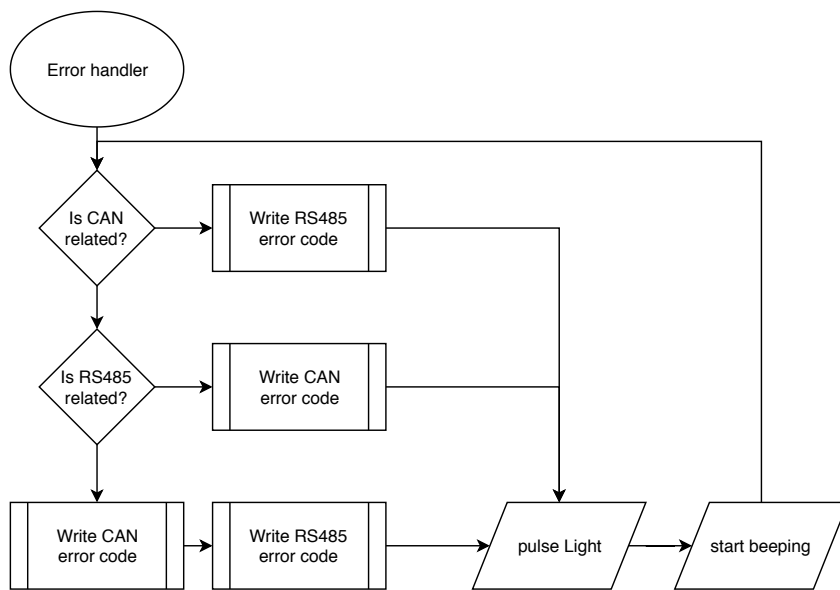 Error handler
Is CAN
related?
Write RS485
error code
Is RS485
related?
Write CAN
error code
Write CAN
error code
Write RS485
error code
pulse Light
start beeping